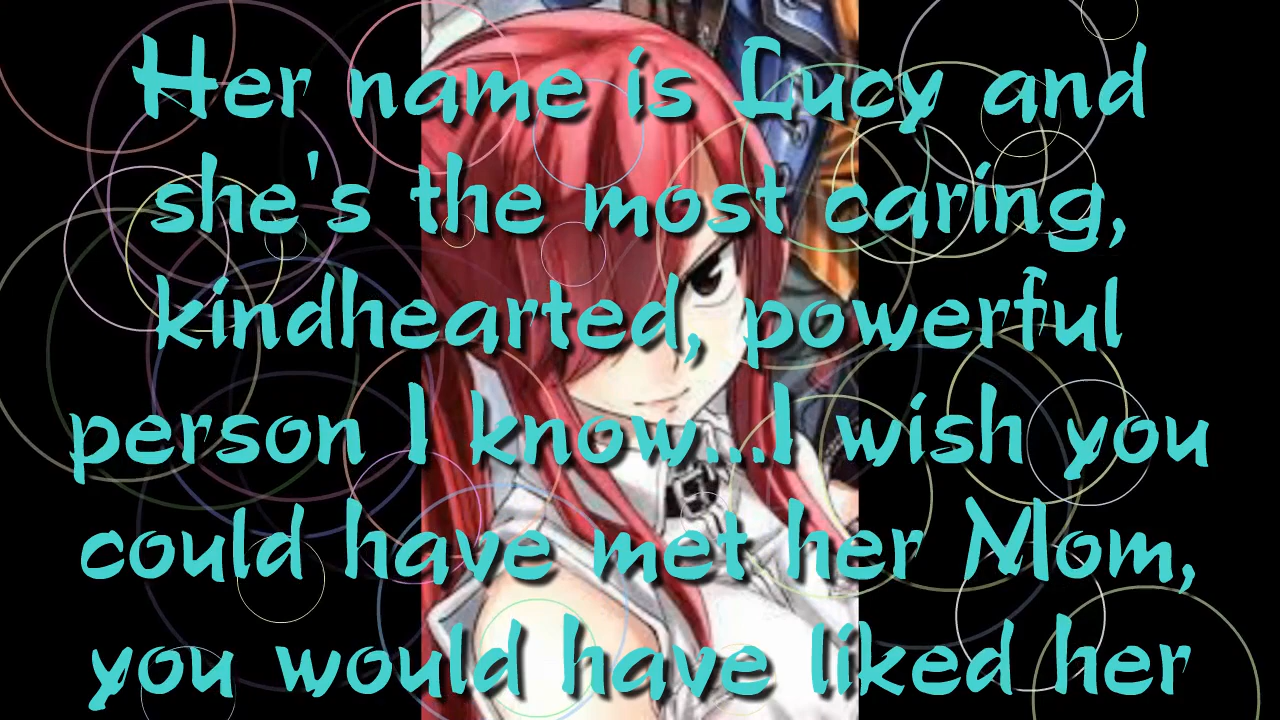 Her name is Lucy and
she's the most caring,
kindhearted, powerful
person I know...I wish you
could have met her Mom,
you would have liked her